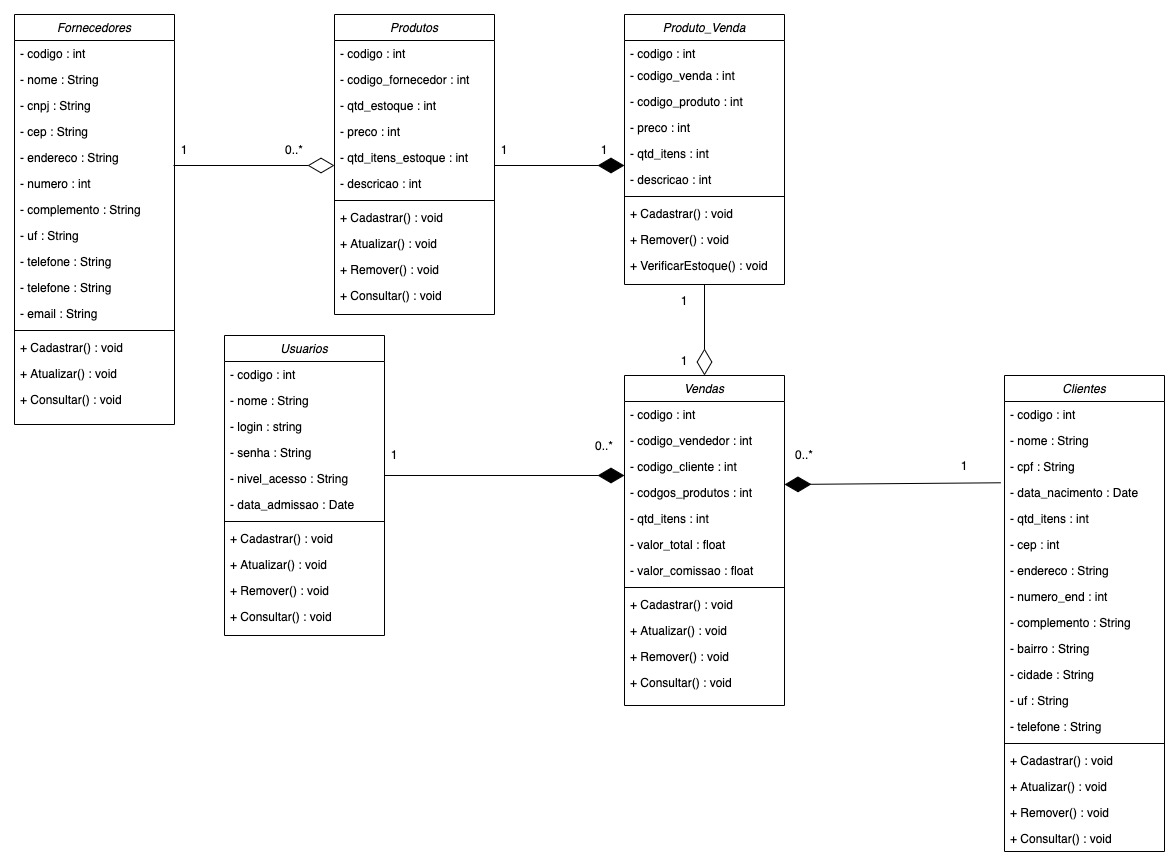 Fornecedores
- codigo : int
- nome : String
- cnpj : String
- cep : String
- endereco : String
- numero : int
- complemento : String
- uf : String
- telefone : String
- telefone : String
- email : String
+ Cadastrar() : void
+ Atualizar() : void
+ Consultar() : void
1
0..*
Produtos
- codigo : int
- codigo_fornecedor : int
- qtd_estoque : int
- preco : int
- qtd_itens_estoque : int
- descricao : int
+ Cadastrar() : void
+ Atualizar() : void
+ Remover() : void
+ Consultar() : void
1
1
Produto_Venda
- codigo : int
- codigo_venda : int
- codigo_produto : int
- preco : int
- qtd_itens : int
- descricao : int
+ Cadastrar() : void
+ Remover() : void
+ VerificarEstoque() : void
1
1
Usuarios
- codigo : int
- nome : String
- login : string
- senha : String
- nivel_acesso : String
- data_admissao : Date
+ Cadastrar() : void
+ Atualizar() : void
+ Remover() : void
+ Consultar() : void
1
0..*
Vendas
- codigo : int
- codigo_vendedor : int
- codigo_cliente : int
- codgos_produtos : int
- qtd_itens : int
- valor_total : float
- valor_comissao : float
+ Cadastrar() : void
+ Atualizar() : void
+ Remover() : void
+ Consultar() : void
0..*
1
Clientes
- codigo : int
- nome : String
- cpf : String
- data_nacimento : Date
- qtd_itens : int
- cep : int
- endereco : String
- numero_end : int
- complemento : String
- bairro : String
- cidade : String
- uf : String
- telefone : String
+ Cadastrar() : void
+ Atualizar() : void
+ Remover() : void
+ Consultar() : void